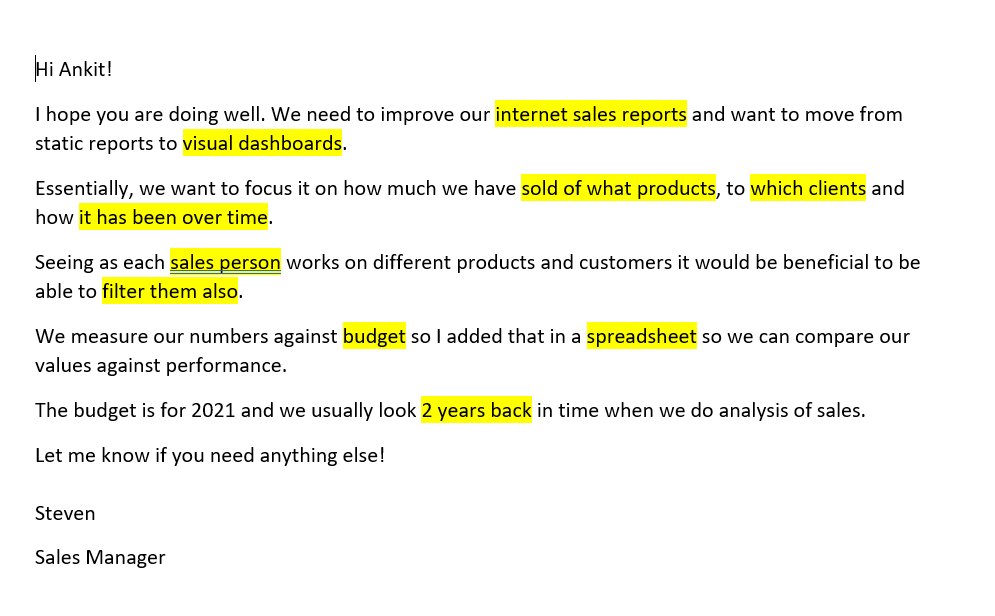 Hi Ankit!
I hope you are doing well. We need to improve our internet sales reports and want to move from
static reports to visual dashboards.
Essentially, we want to focus it on how much we have sold of what products, to which clients and
how it has been over time.
Seeing as each sales person works on different products and customers it would be beneficial to be
able to filter them also.
We measure our numbers against budget so I added that in a spreadsheet so we can compare our
values against performance.
The budget is for 2021 and we usually look 2 years back in time when we do analysis of sales.
Let me know if you need anything else!
Steven
Sales Manager